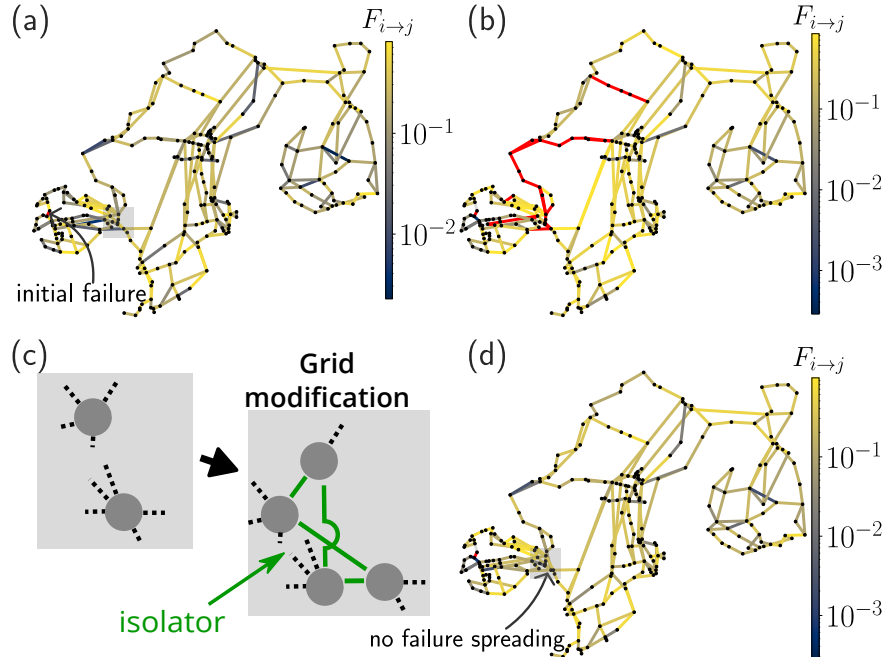 (a)
F_{i→j}
10^{-1}
10^{-2}
initial failure
(b)
F_{i→j}
10^{-1}
10^{-2}
10^{-3}
(c)
Grid
modification
isolator
(d)
F_{i→j}
10^{-1}
10^{-2}
10^{-3}
no failure spreading